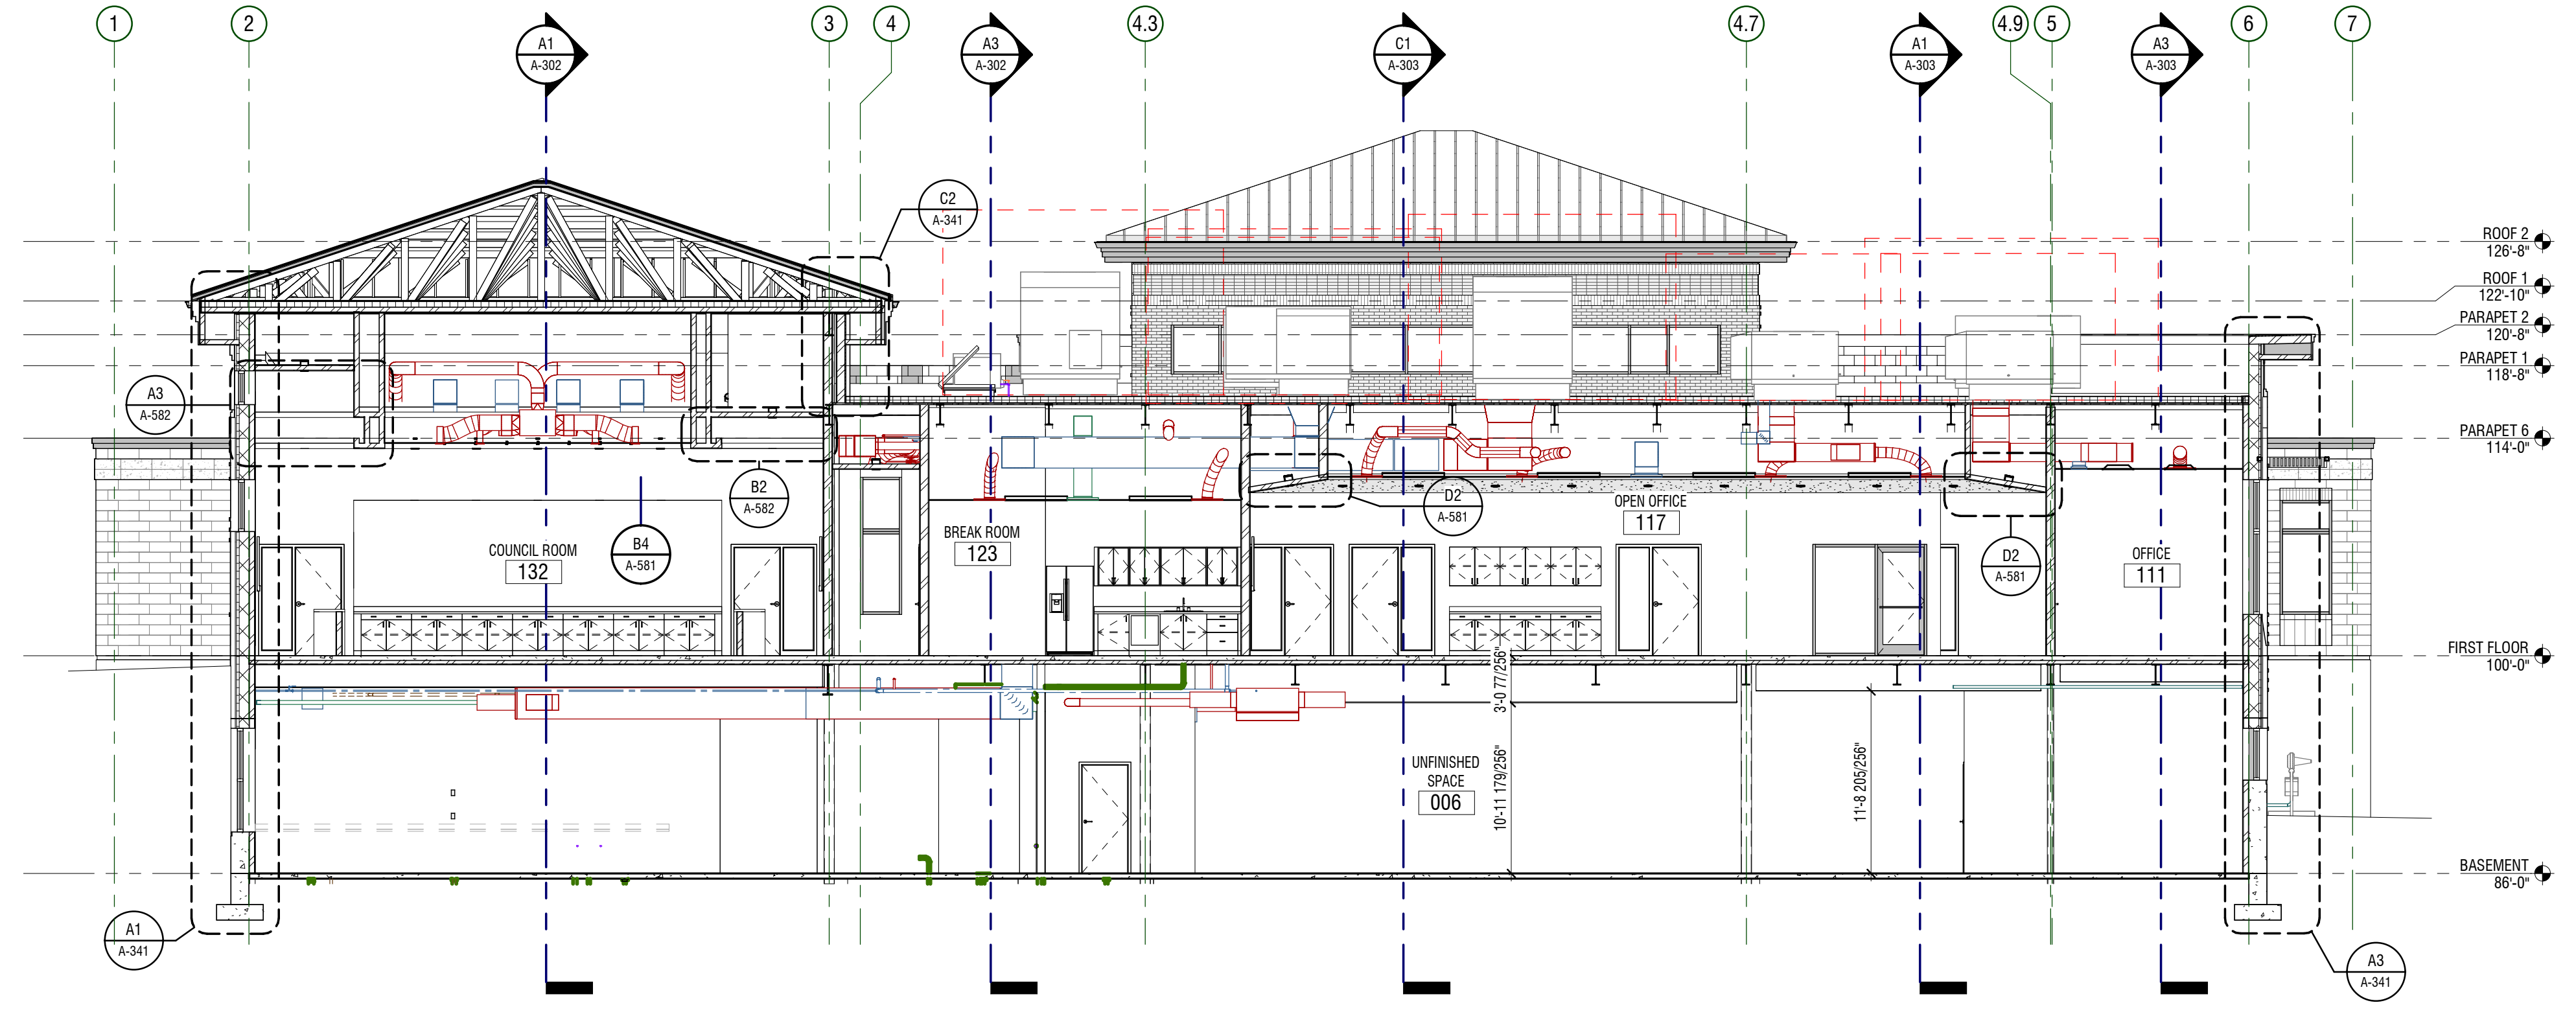 1
2
3
4
4.3
4.7
4.9
5
6
7
A1
A-302
A3
A-302
C1
A-303
A1
A-303
A3
A-303
C2
A-341
ROOF 2
126'-8"
ROOF 1
122'-10"
PARAPET 2
120'-8"
PARAPET 1
118'-8"
PARAPET 6
114'-0"
FIRST FLOOR
100'-0"
BASEMENT
86'-0"
A3
A-582
B2
A-582
B4
A-581
D2
A-581
D2
A-581
COUNCIL ROOM
132
BREAK ROOM
123
OPEN OFFICE
117
OFFICE
111
UNFINISHED
SPACE
006
3'-0 77/256"
10'-11 179/256"
11'-8 205/256"
A1
A-341
A3
A-341